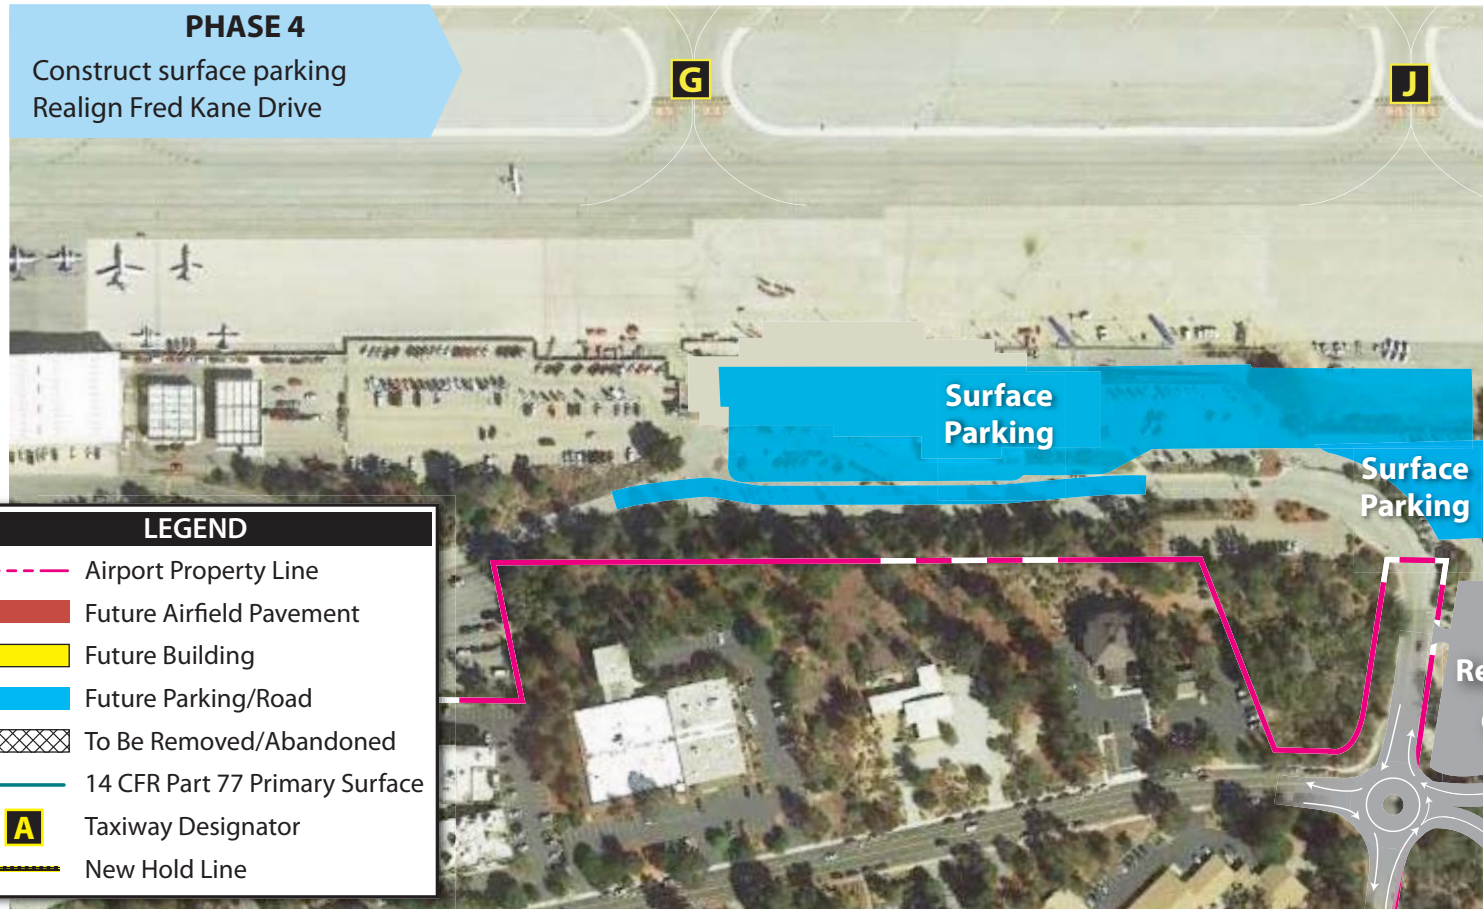 PHASE 4
Construct surface parking
Realign Fred Kane Drive
G
J
Surface
Parking
Surface
Parking
LEGEND
Airport Property Line
Future Airfield Pavement
Future Building
Future Parking/Road
To Be Removed/Abandoned
14 CFR Part 77 Primary Surface
A
Taxiway Designator
New Hold Line
Re